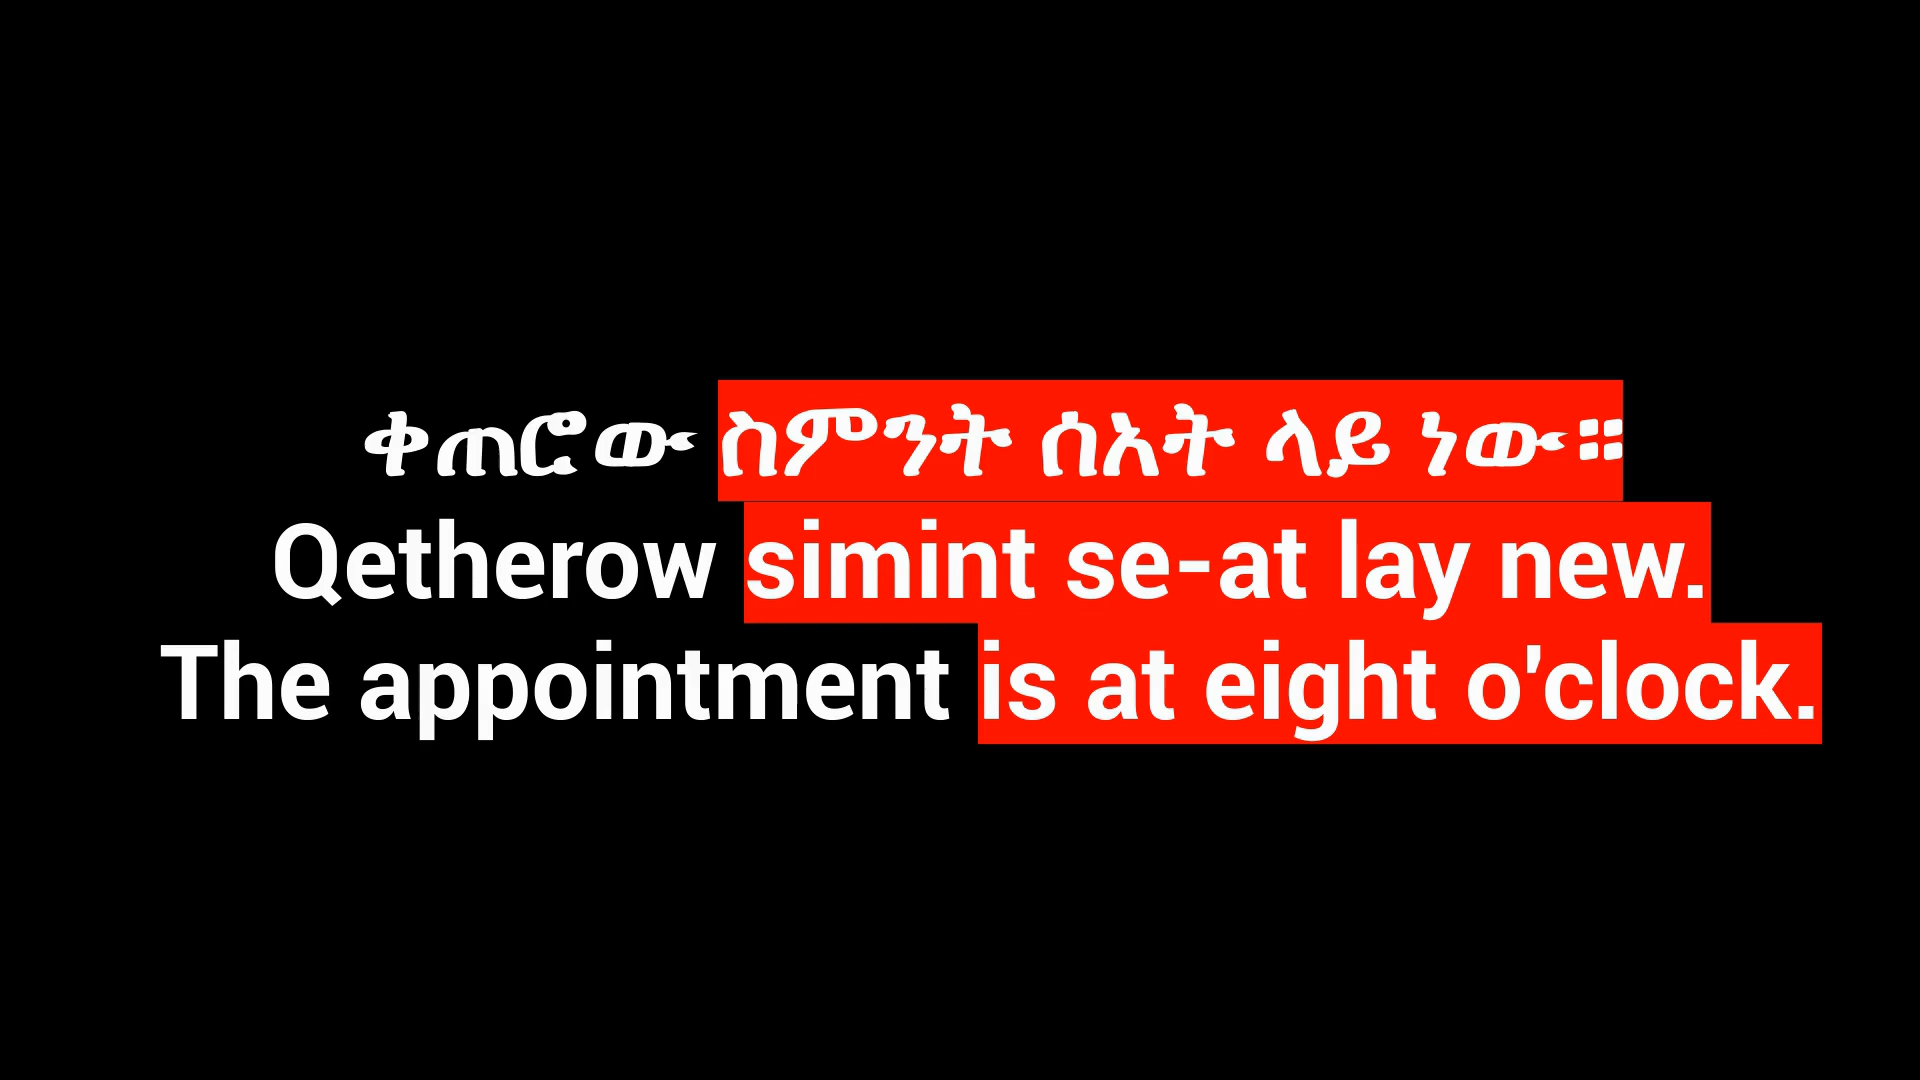 ቀጠሮው ስምንት ሰአት ላይ ነው።
Qetherow simint se-at lay new.
The appointment is at eight o'clock.